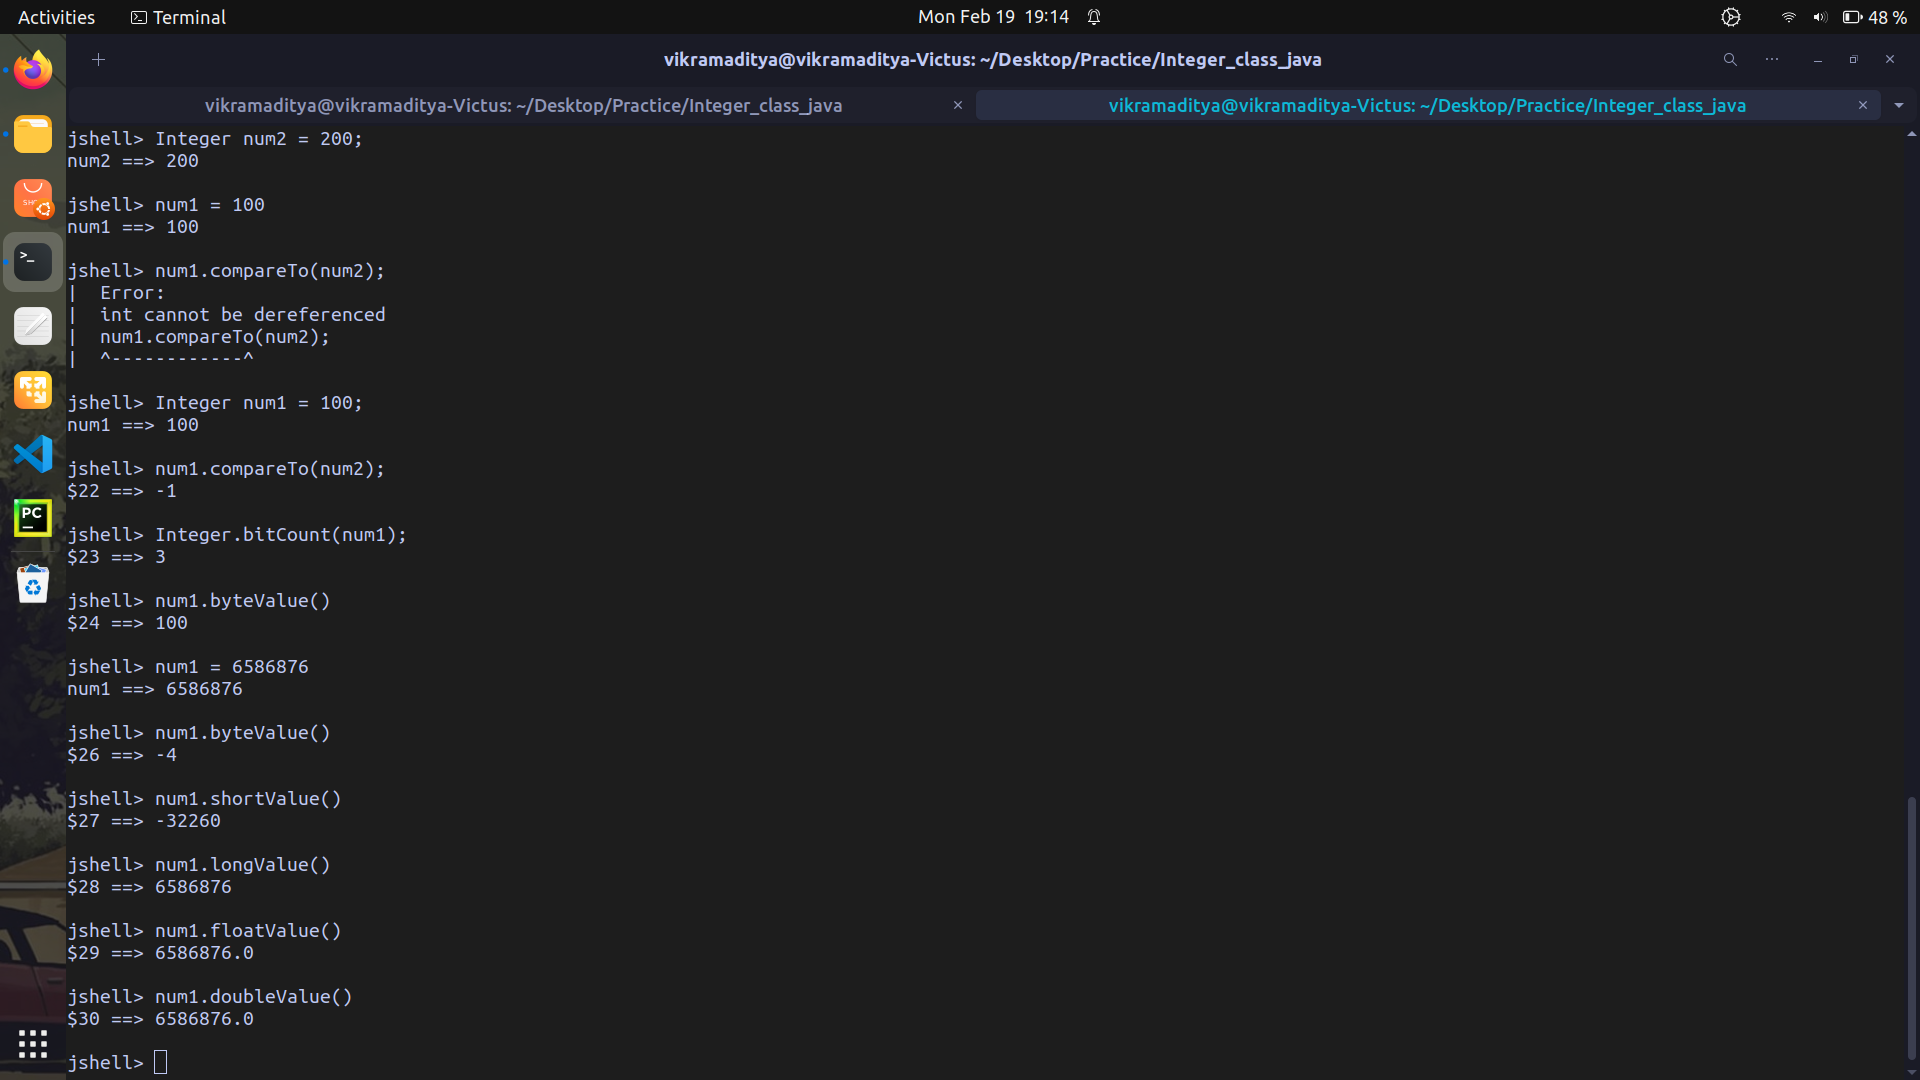 Activities
Terminal
Mon Feb 19 19:14
48 %
vikramaditya@vikramaditya-Victus: ~/Desktop/Practice/Integer_class_java
vikramaditya@vikramaditya-Victus: ~/Desktop/Practice/Integer_class_java
vikramaditya@vikramaditya-Victus: ~/Desktop/Practice/Integer_class_java
jshell> Integer num2 = 200;
num2 ==> 200
jshell> num1 = 100
num1 ==> 100
jshell> num1.compareTo(num2);
|  Error:
|  int cannot be dereferenced
|  num1.compareTo(num2);
|  ^------------^
jshell> Integer num1 = 100;
num1 ==> 100
jshell> num1.compareTo(num2);
$22 ==> -1
jshell> Integer.bitCount(num1);
$23 ==> 3
jshell> num1.byteValue()
$24 ==> 100
jshell> num1 = 6586876
num1 ==> 6586876
jshell> num1.byteValue()
$26 ==> -4
jshell> num1.shortValue()
$27 ==> -32260
jshell> num1.longValue()
$28 ==> 6586876
jshell> num1.floatValue()
$29 ==> 6586876.0
jshell> num1.doubleValue()
$30 ==> 6586876.0
jshell>
PC